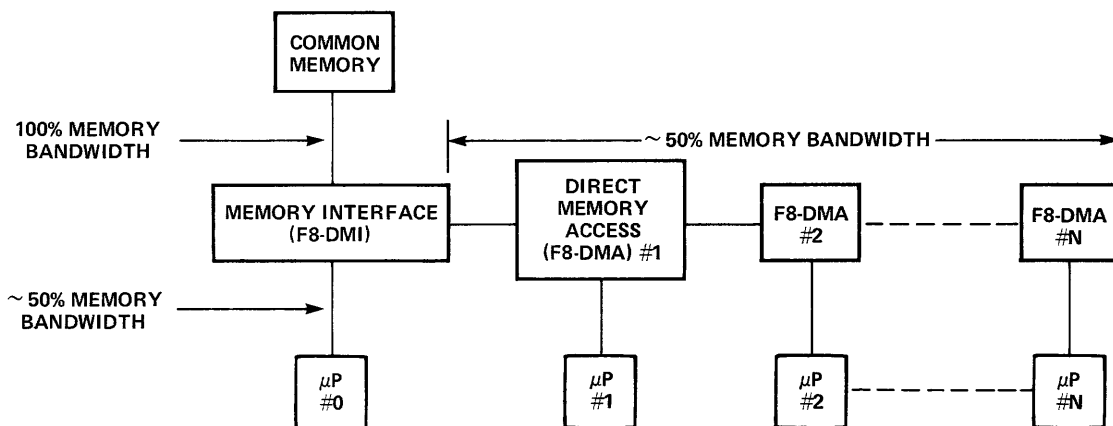 COMMON
MEMORY
100% MEMORY
BANDWIDTH
~ 50% MEMORY BANDWIDTH
MEMORY INTERFACE
(F8-DMI)
DIRECT
MEMORY
ACCESS
(F8-DMA) #1
F8-DMA
#2
F8-DMA
#N
~ 50% MEMORY
BANDWIDTH
μP
#0
μP
#1
μP
#2
μP
#N